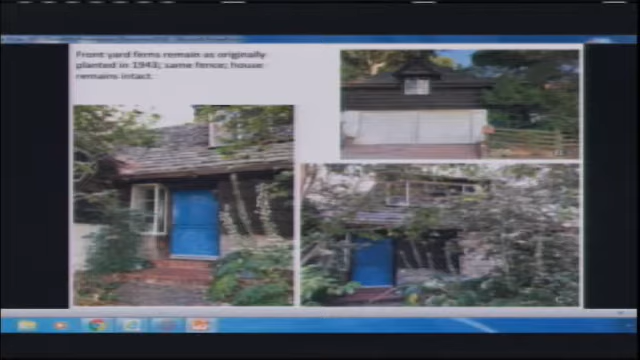 Front yard ferns remain as originally
planted in 1943; same fence; house
remains intact